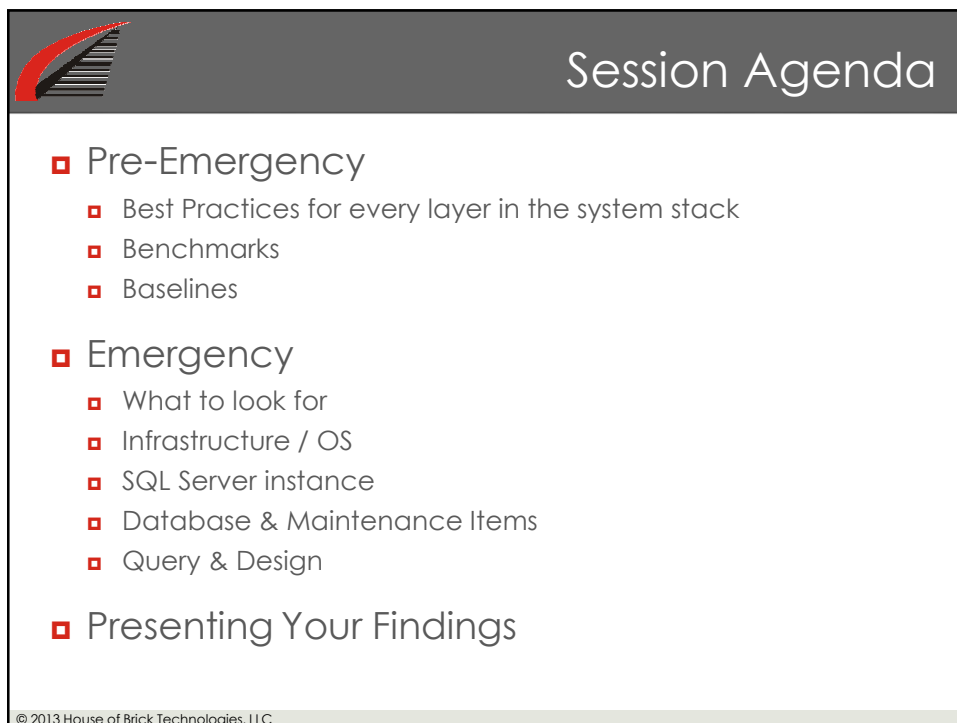 Session Agenda
Pre-Emergency
Best Practices for every layer in the system stack
Benchmarks
Baselines
Emergency
What to look for
Infrastructure / OS
SQL Server instance
Database & Maintenance Items
Query & Design
Presenting Your Findings
© 2013 House of Brick Technologies, LLC